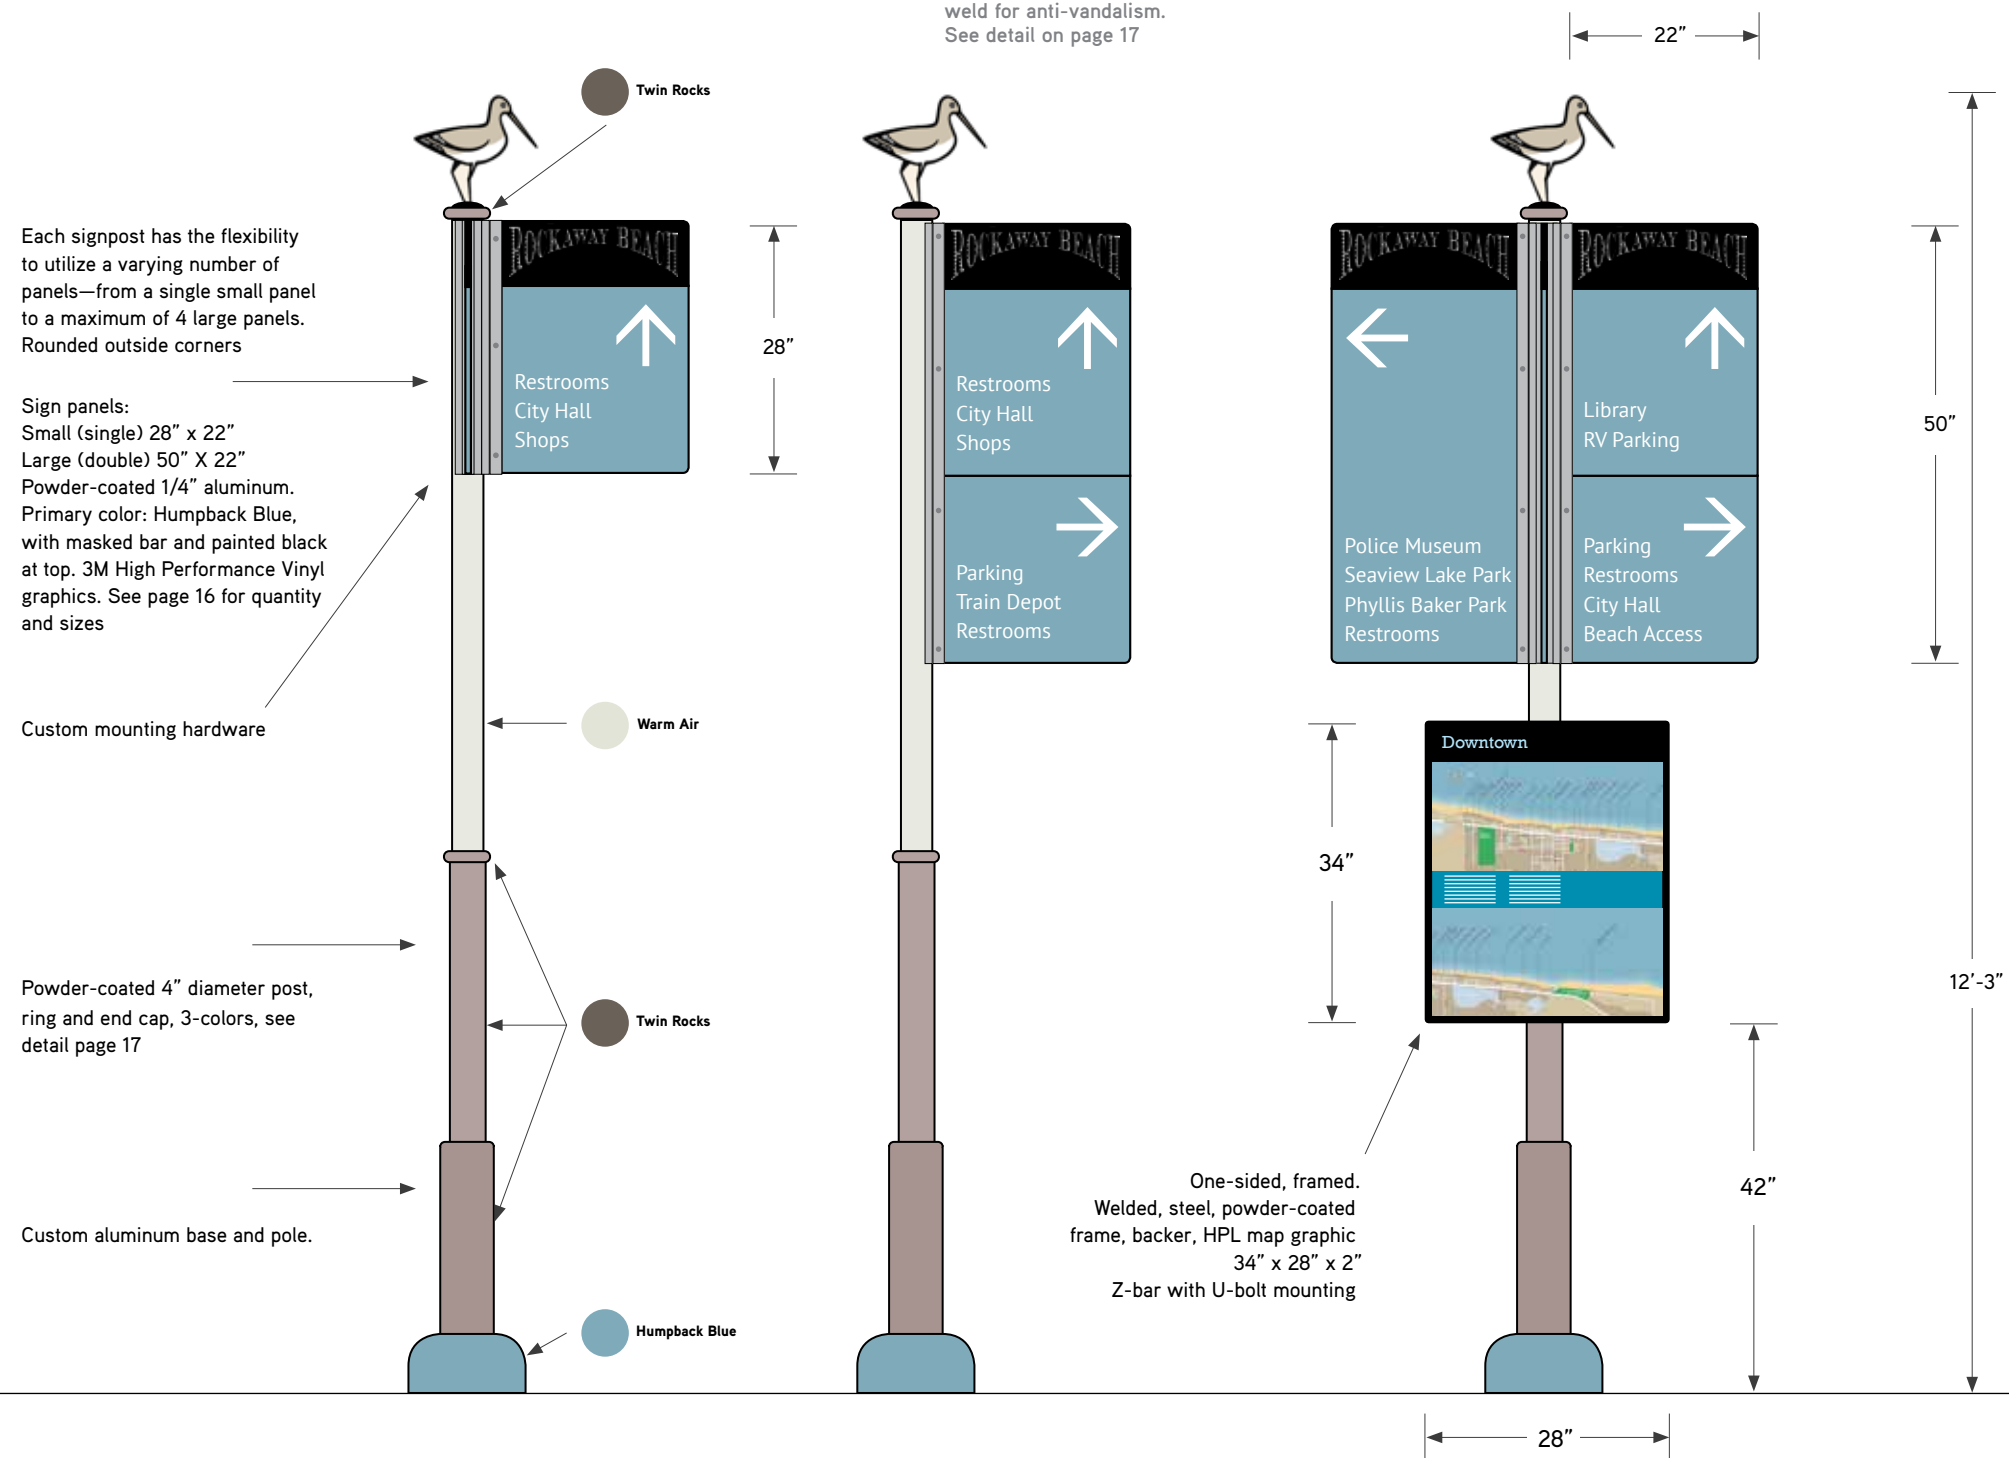 weld for anti-vandalism.
See detail on page 17
22”
Twin Rocks
Each signpost has the flexibility
to utilize a varying number of
panels—from a single small panel
to a maximum of 4 large panels.
Rounded outside corners
Sign panels:
Small (single) 28” x 22”
Large (double) 50” X 22”
Powder-coated 1/4” aluminum.
Primary color: Humpback Blue,
with masked bar and painted black
at top. 3M High Performance Vinyl
graphics. See page 16 for quantity
and sizes
Custom mounting hardware
Powder-coated 4” diameter post,
ring and end cap, 3-colors, see
detail page 17
Custom aluminum base and pole.
ROCKAWAY BEACH
Restrooms
City Hall
Shops
28”
Warm Air
Twin Rocks
Humpback Blue
ROCKAWAY BEACH
Restrooms
City Hall
Shops
Parking
Train Depot
Restrooms
ROCKAWAY BEACH
Police Museum
Seaview Lake Park
Phyllis Baker Park
Restrooms
ROCKAWAY BEACH
Library
RV Parking
Parking
Restrooms
City Hall
Beach Access
50”
Downtown
34”
12’-3”
One-sided, framed.
Welded, steel, powder-coated
frame, backer, HPL map graphic
34” x 28” x 2”
Z-bar with U-bolt mounting
42”
28”